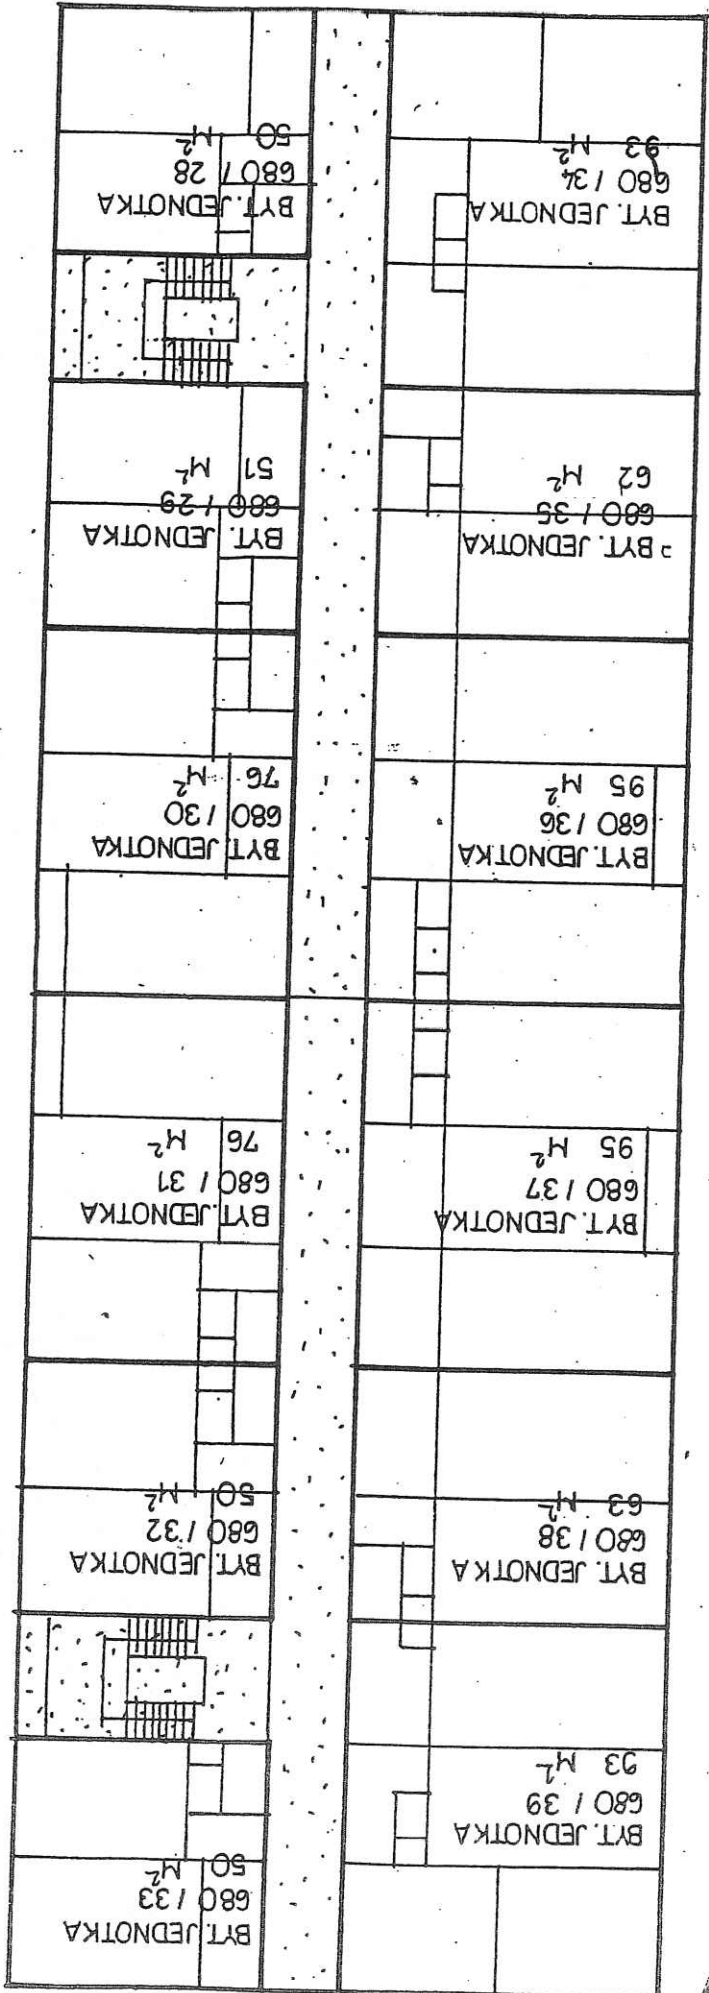 BYT. JEDNOTKA
680 / 33
50 M²
BYT. JEDNOTKA
680 / 32
50 M²
BYT. JEDNOTKA
680 / 31
76 M²
BYT. JEDNOTKA
680 / 30
76 M²
BYT. JEDNOTKA
680 / 29
51 M²
BYT. JEDNOTKA
680 / 28
50 M²
BYT. JEDNOTKA
680 / 39
93 M²
BYT. JEDNOTKA
680 / 38
63 M²
BYT. JEDNOTKA
680 / 37
95 M²
BYT. JEDNOTKA
680 / 36
95 M²
BYT. JEDNOTKA
680 / 35
62 M²
BYT. JEDNOTKA
680 / 34
93 M²